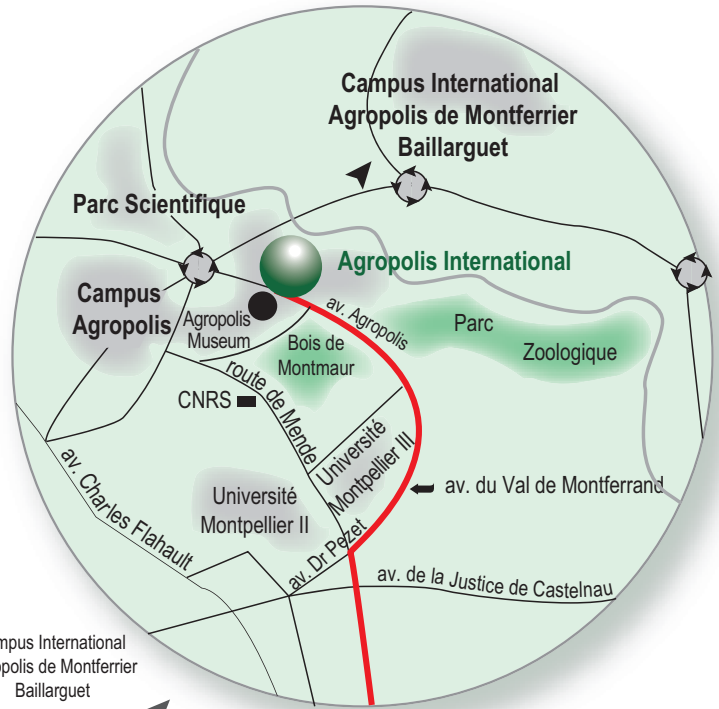 Campus International
Agropolis de Montferrier
Baillarguet
Parc Scientifique
Agropolis International
Campus
Agropolis
Agropolis
Museum
av. Agropolis
Parc
Zoologique
Bois de
Montmaur
CNRS
route de Mende
Université
Montpellier III
av. du Val de Montferrand
Université
Montpellier II
av. Charles Flahault
av. Dr Pezet
av. de la Justice de Castelnau
mpus International
opolis de Montferrier
Baillarguet